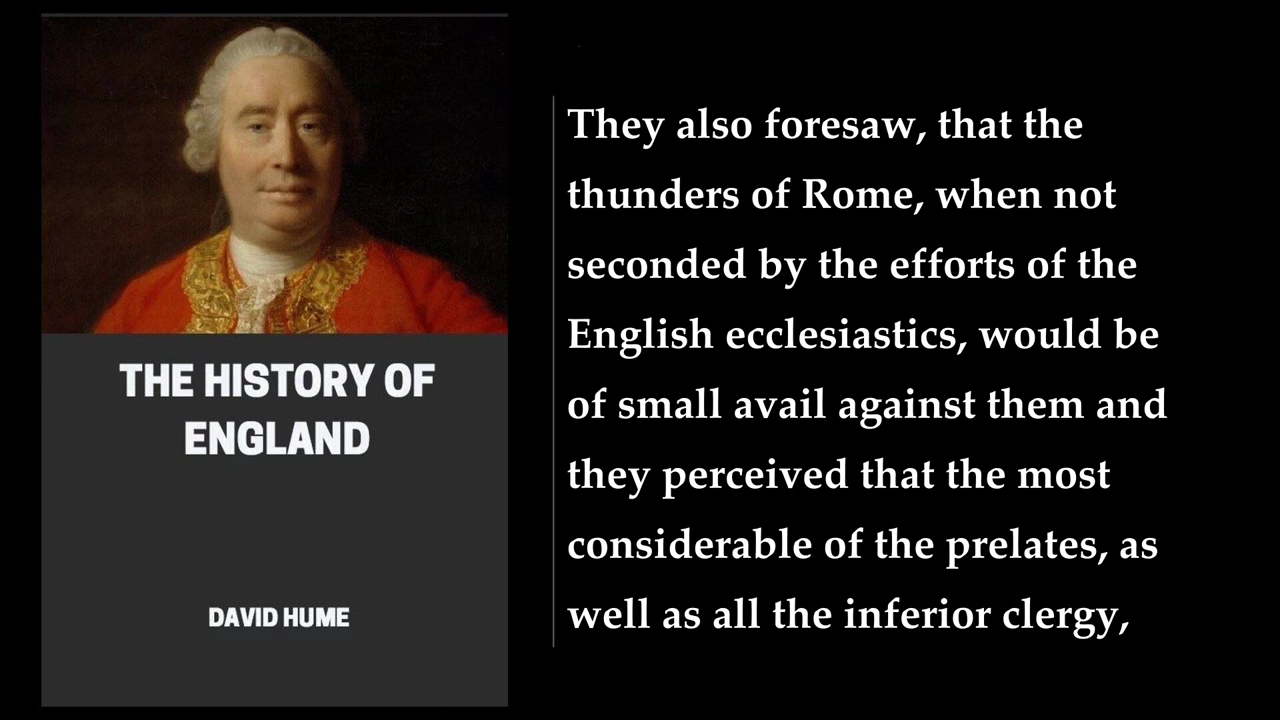 THE HISTORY OF
ENGLAND
DAVID HUME
They also foresaw, that the
thunders of Rome, when not
seconded by the efforts of the
English ecclesiastics, would be
of small avail against them and
they perceived that the most
considerable of the prelates, as
well as all the inferior clergy,